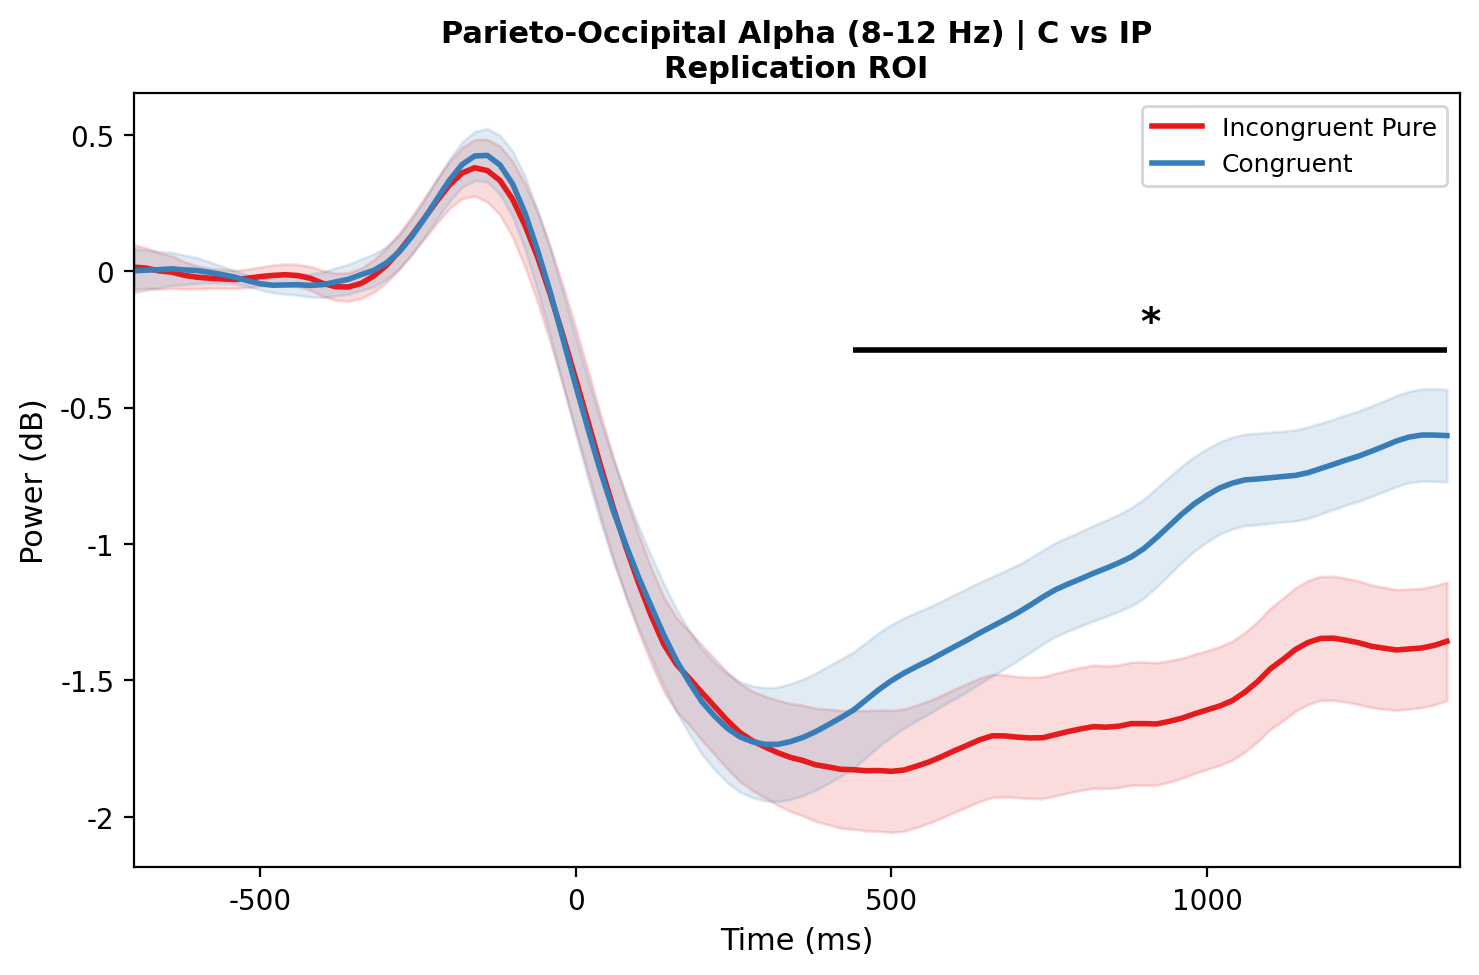 Parieto-Occipital Alpha (8-12 Hz) | C vs IP
Replication ROI
Incongruent Pure
Congruent
*
Power (dB)
0.5
0
-0.5
-1
-1.5
-2
-500
0
500
1000
Time (ms)